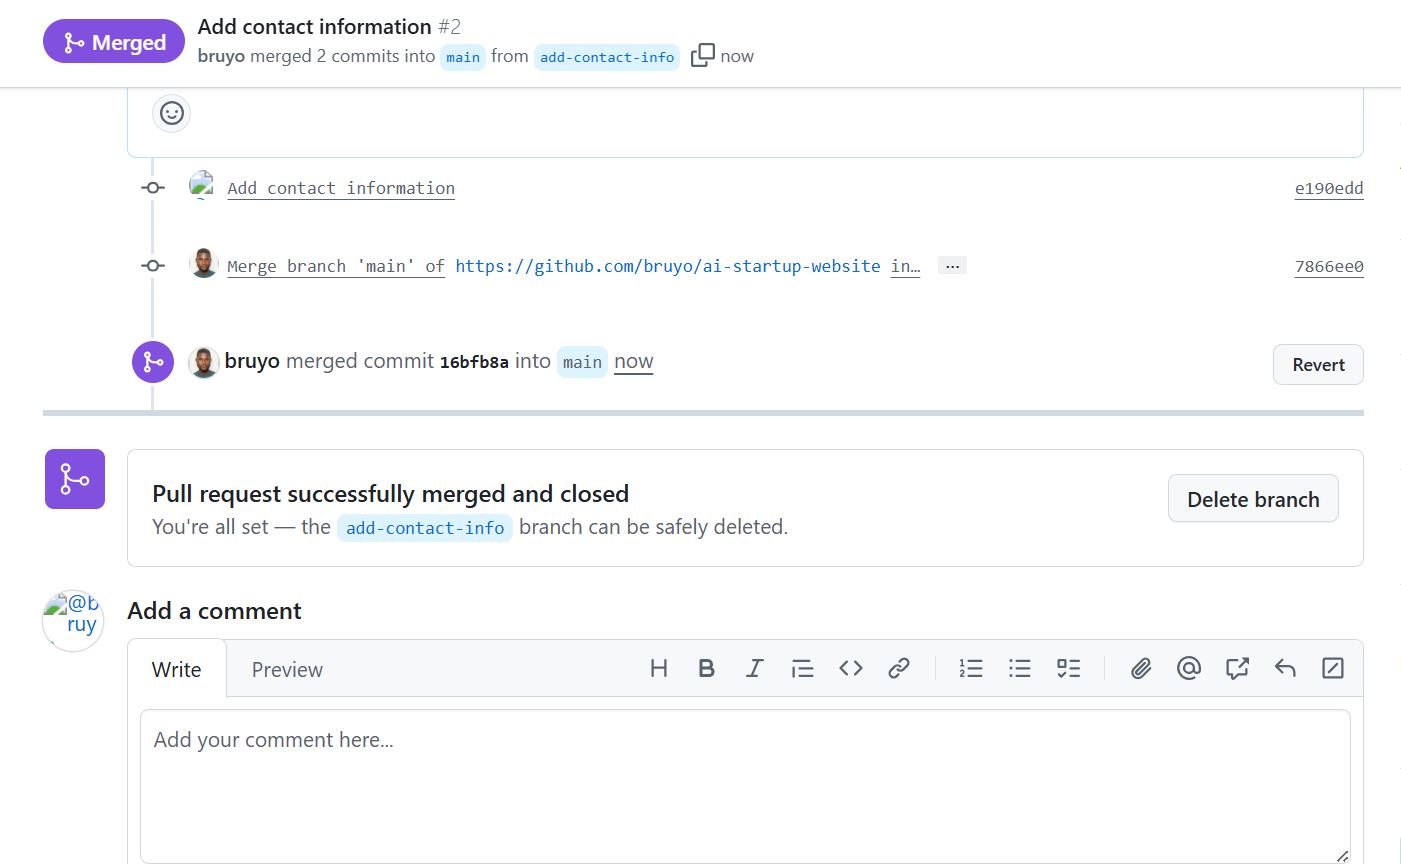 Merged
Add contact information #2
bruyo merged 2 commits into main from add-contact-info now
Add contact information e190edd
Merge branch 'main' of https://github.com/bruyo/ai-startup-website in… ... 7866ee0
bruyo merged commit 16bfb8a into main now Revert
Pull request successfully merged and closed
You're all set — the add-contact-info branch can be safely deleted.
Delete branch
@b
ruy
Add a comment
Write Preview
Add your comment here...